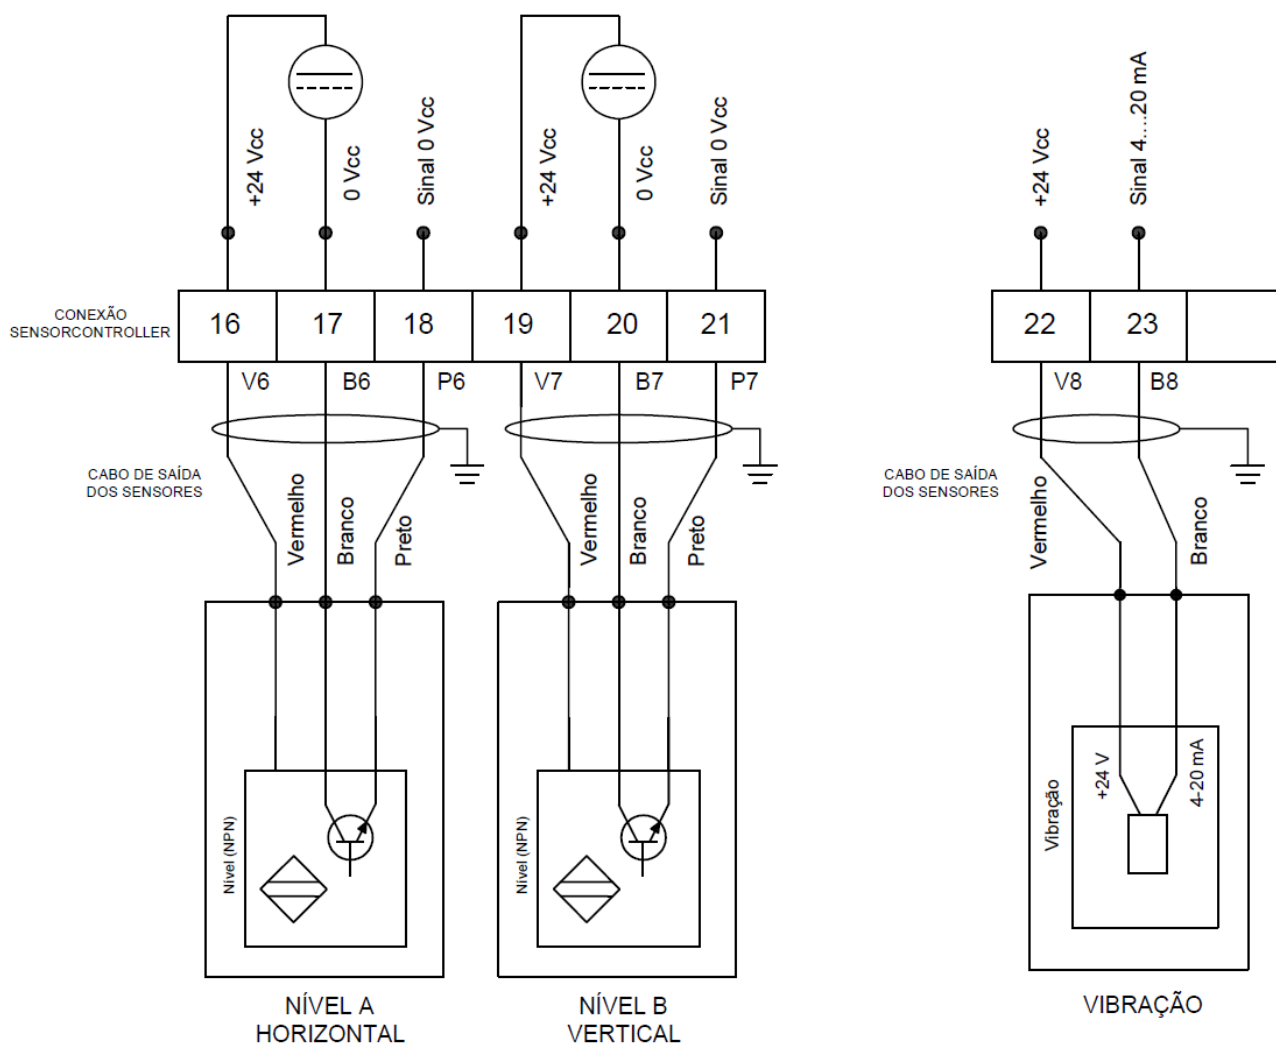 +24 Vcc
0 Vcc
Sinal 0 Vcc
+24 Vcc
0 Vcc
Sinal 0 Vcc
+24 Vcc
Sinal 4....20 mA
CONEXÃO
SENSORCONTROLLER
16
17
18
19
20
21
22
23
V6
B6
P6
V7
B7
P7
V8
B8
CABO DE SAÍDA
DOS SENSORES
Vermelho
Branco
Preto
Vermelho
Branco
Preto
CABO DE SAÍDA
DOS SENSORES
Vermelho
Branco
Nível (NPN)
Nível (NPN)
Vibração
+24 V
4-20 mA
NÍVEL A
HORIZONTAL
NÍVEL B
VERTICAL
VIBRAÇÃO